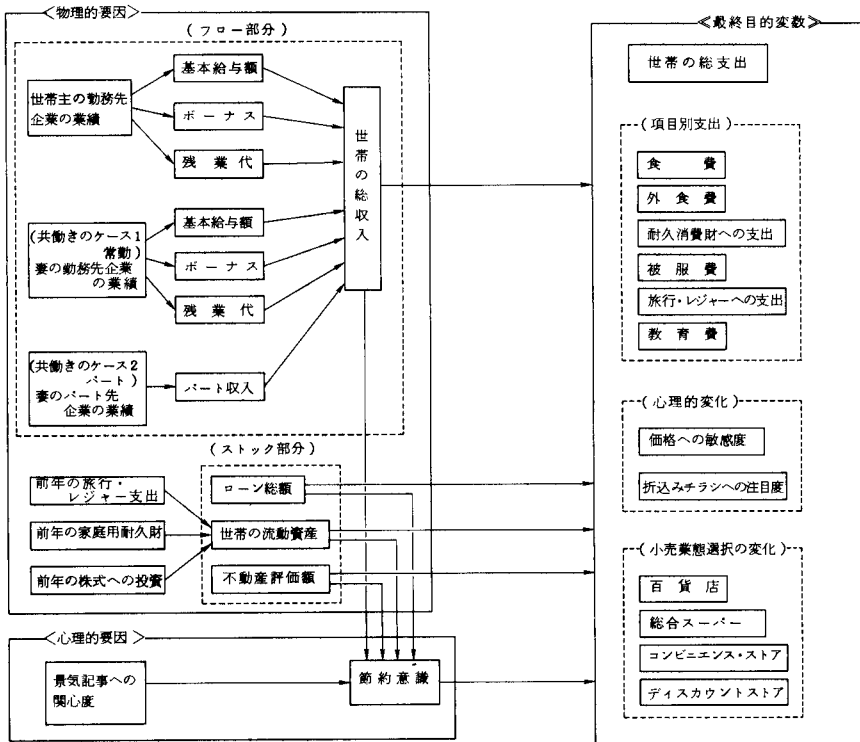 <物理的要因>
(フロー部分)
世帯主の勤務先
企業の業績
基本給与額
ボーナス
残業代
(共働きのケース1
常勤)
妻の勤務先企業
の業績
基本給与額
ボーナス
残業代
(共働きのケース2
パート)
妻のパート先
企業の業績
パート収入
世帯の総収入
(ストック部分)
前年の旅行・
レジャー支出
前年の家庭用耐久財
前年の株式への投資
ローン総額
世帯の流動資産
不動産評価額
<心理的要因>
景気記事への
関心度
節約意識
≪最終目的変数≫
世帯の総支出
(項目別支出)
食費
外食費
耐久消費財への支出
被服費
旅行・レジャーへの支出
教育費
(心理的変化)
価格への敏感度
折込みチラシへの注目度
(小売業態選択の変化)
百貨店
総合スーパー
コンビニエンス・ストア
ディスカウントストア